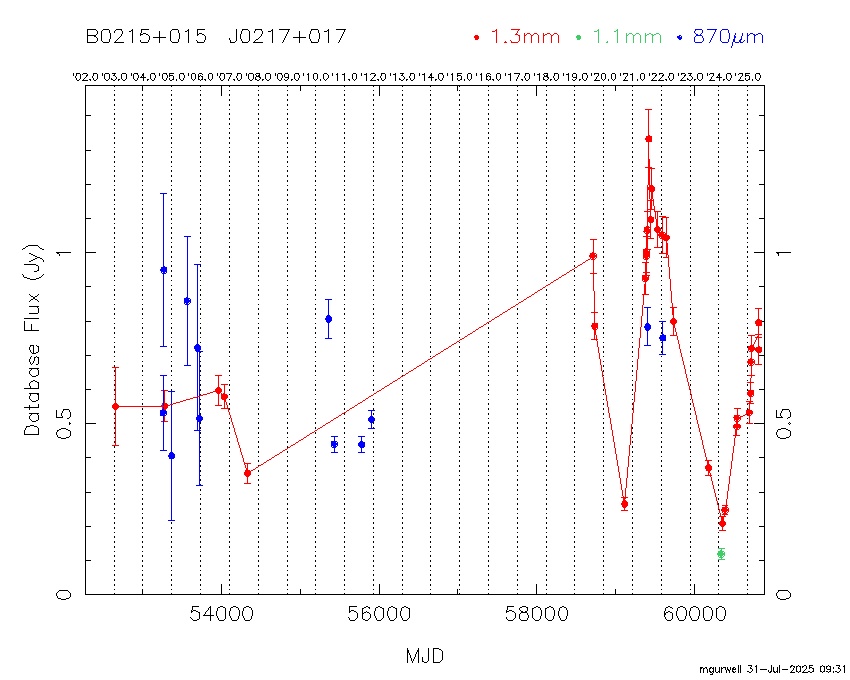 B0215+015 J0217+017 1.3mm 1.1mm 870μm
'02.0 '03.0 '04.0 '05.0 '06.0 '07.0 '08.0 '09.0 '10.0 '11.0 '12.0 '13.0 '14.0 '15.0 '16.0 '17.0 '18.0 '19.0 '20.0 '21.0 '22.0 '23.0 '24.0 '25.0
Database Flux (Jy)
1 1
0.5 0.5
0 0
54000 56000 58000 60000
MJD
mgurwell 31-Jul-2025 09:31